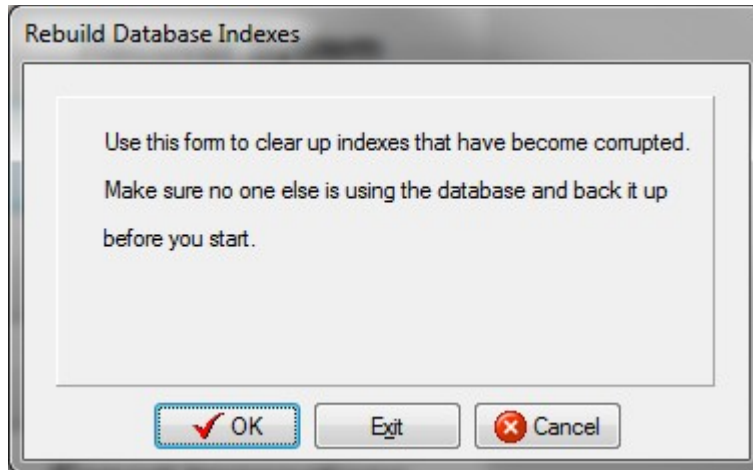 Rebuild Database Indexes
Use this form to clear up indexes that have become corrupted.
Make sure no one else is using the database and back it up
before you start.
OK
Exit
Cancel